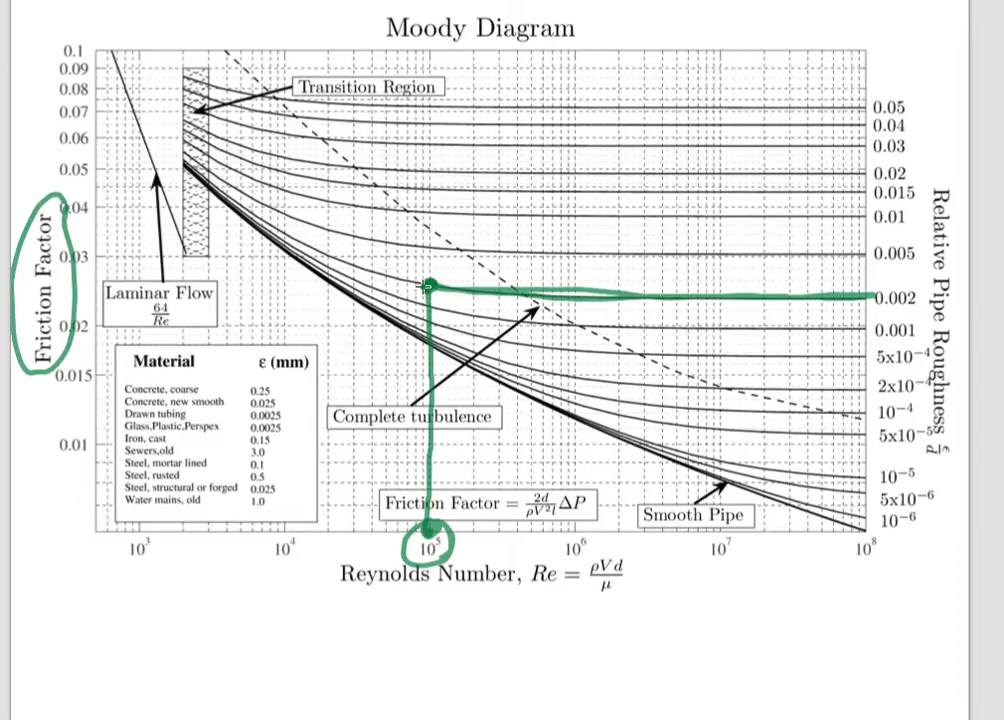 Moody Diagram
0.1
0.09
0.08
0.07
0.06
0.05
0.04
0.03
0.02
0.015
0.01
Friction Factor
Transition Region
Laminar Flow
64
Re
Material ε (mm)
Concrete, coarse 0.25
Concrete, new smooth 0.025
Drawn tubing 0.0025
Glass,Plastic,Perspex 0.0025
Iron, cast 0.15
Sewers,old 3.0
Steel, mortar lined 0.1
Steel, rusted 0.5
Steel, structural or forged 0.025
Water mains, old 1.0
Complete turbulence
Friction Factor = 2d/ρV²l ΔP
Smooth Pipe
0.05
0.04
0.03
0.02
0.015
0.01
0.005
0.002
0.001
5x10⁻⁴
2x10⁻⁴
10⁻⁴
5x10⁻⁵
10⁻⁵
5x10⁻⁶
10⁻⁶
Relative Pipe Roughness ε/d
10³ 10⁴ 10⁵ 10⁶ 10⁷ 10⁸
Reynolds Number, Re = ρVd/μ